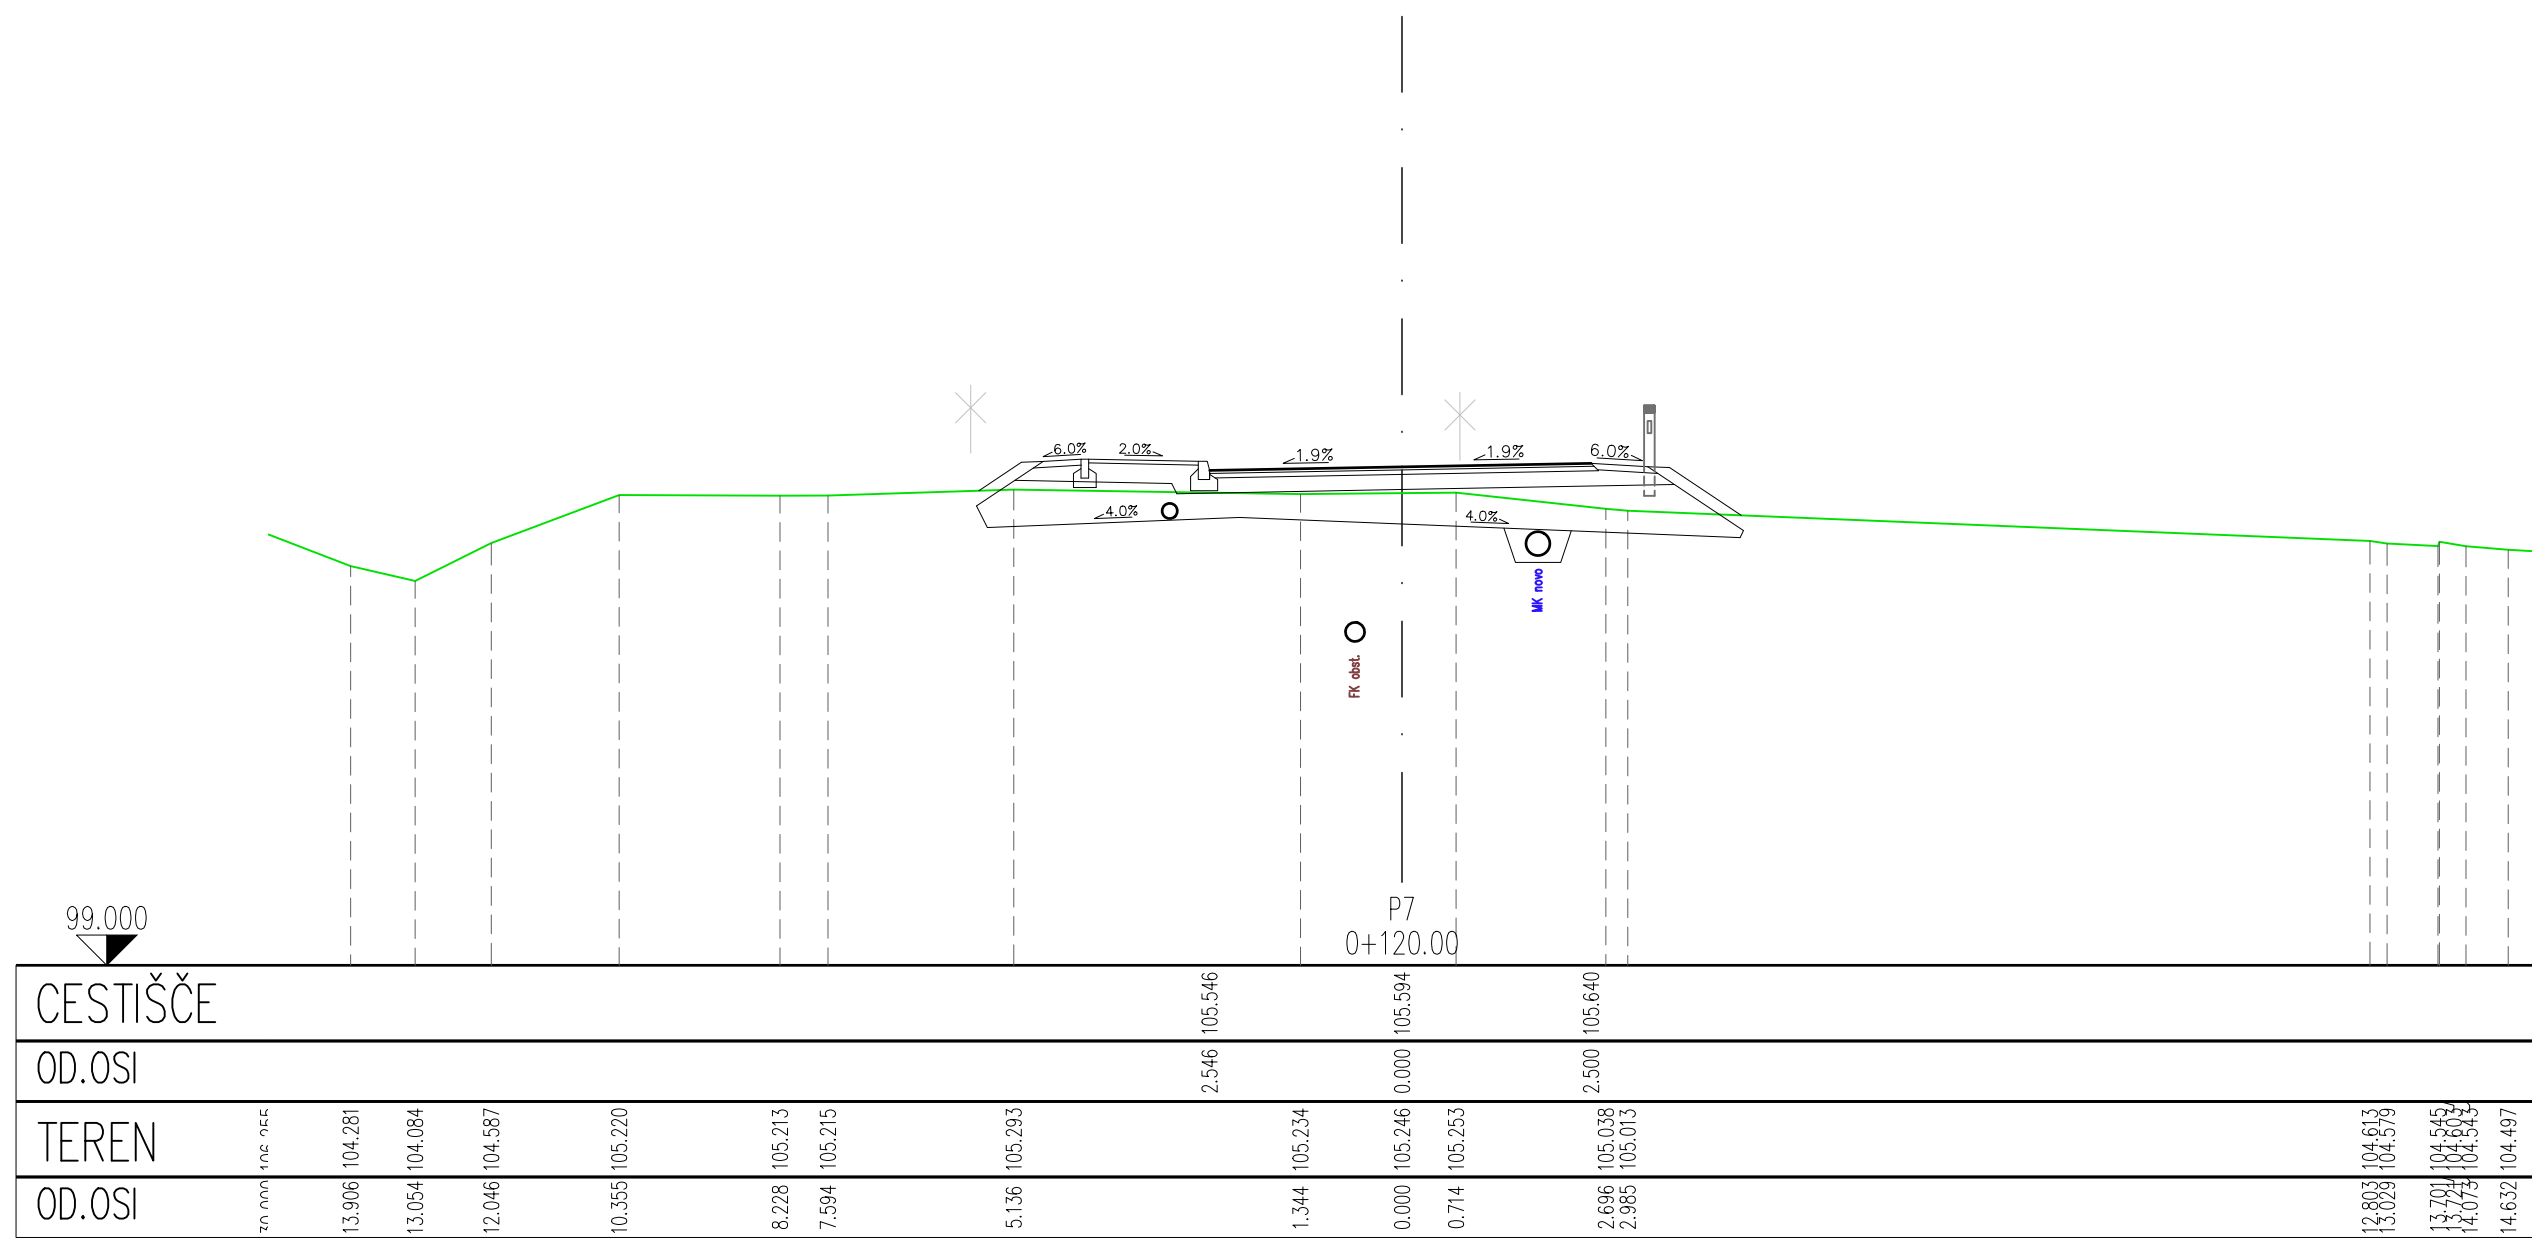 6.0% 2.0% 1.9% 1.9% 6.0%
4.0% 4.0%
MK novo
FK obst.
99.000
P7
0+120.00
CESTIŠČE 105.546 105.594 105.640
OD.OSI 2.546 0.000 2.500
TEREN 104.281 104.084 104.587 105.220 105.213 105.215 105.293 105.234 105.246 105.253 105.038 105.013 104.613 104.579 104.545 104.543 104.497
OD.OSI 13.906 13.054 12.046 10.355 8.228 7.594 5.136 1.344 0.000 0.714 2.696 2.985 12.803 13.029 13.701 14.073 14.632